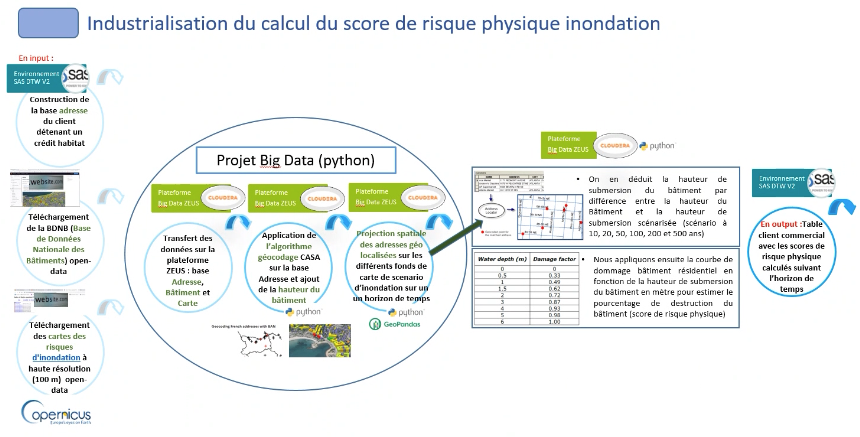 Industrialisation du calcul du score de risque physique inondation
En input :
Environnement
SAS DTW V2
sas
Construction de
la base adresse
du client
détenant un
crédit habitat
website.com
Téléchargement
de la BDNB (Base
de Données
Nationale des
Bâtiments) open-
data
website.com
Téléchargement
des cartes des
risques
d'inondation à
haute résolution
(100 m) open-
data
opernicus
Projet Big Data (python)
Plateforme
Big Data ZEUS
CLOUDERA
Transfert des
données sur la
plateforme
ZEUS : base
Adresse,
Bâtiment et
Carte
Plateforme
Big Data ZEUS
CLOUDERA
Application de
l'algorithme
géocodage CASA
sur la base
Adresse et ajout
de la hauteur du
bâtiment
python
Geocoding French addresses with BAN
Plateforme
Big Data ZEUS
CLOUDERA
Projection spatiale
des adresses géo
localisées sur les
différents fonds de
carte de scenario
d'inondation sur un
un horizon de temps
python
GeoPandas
Plateforme
Big Data ZEUS
CLOUDERA
python
• On en déduit la hauteur de
submersion du bâtiment par
différence entre la hauteur du
Bâtiment et la hauteur de
submersion scénarisée (scénario à
10, 20, 50, 100, 200 et 500 ans)
Water depth (m) Damage factor
0 0
0.5 0.33
1 0.49
1.5 0.62
2 0.72
3 0.87
4 0.93
5 0.98
6 1.00
• Nous appliquons ensuite la courbe de
dommage bâtiment résidentiel en
fonction de la hauteur de submersion
du bâtiment en mètre pour estimer le
pourcentage de destruction du
bâtiment (score de risque physique)
Environnement
SAS DTW V2
sas
En output :Table
client commercial
avec les scores de
risque physique
calculés suivant
l'horizon de
temps